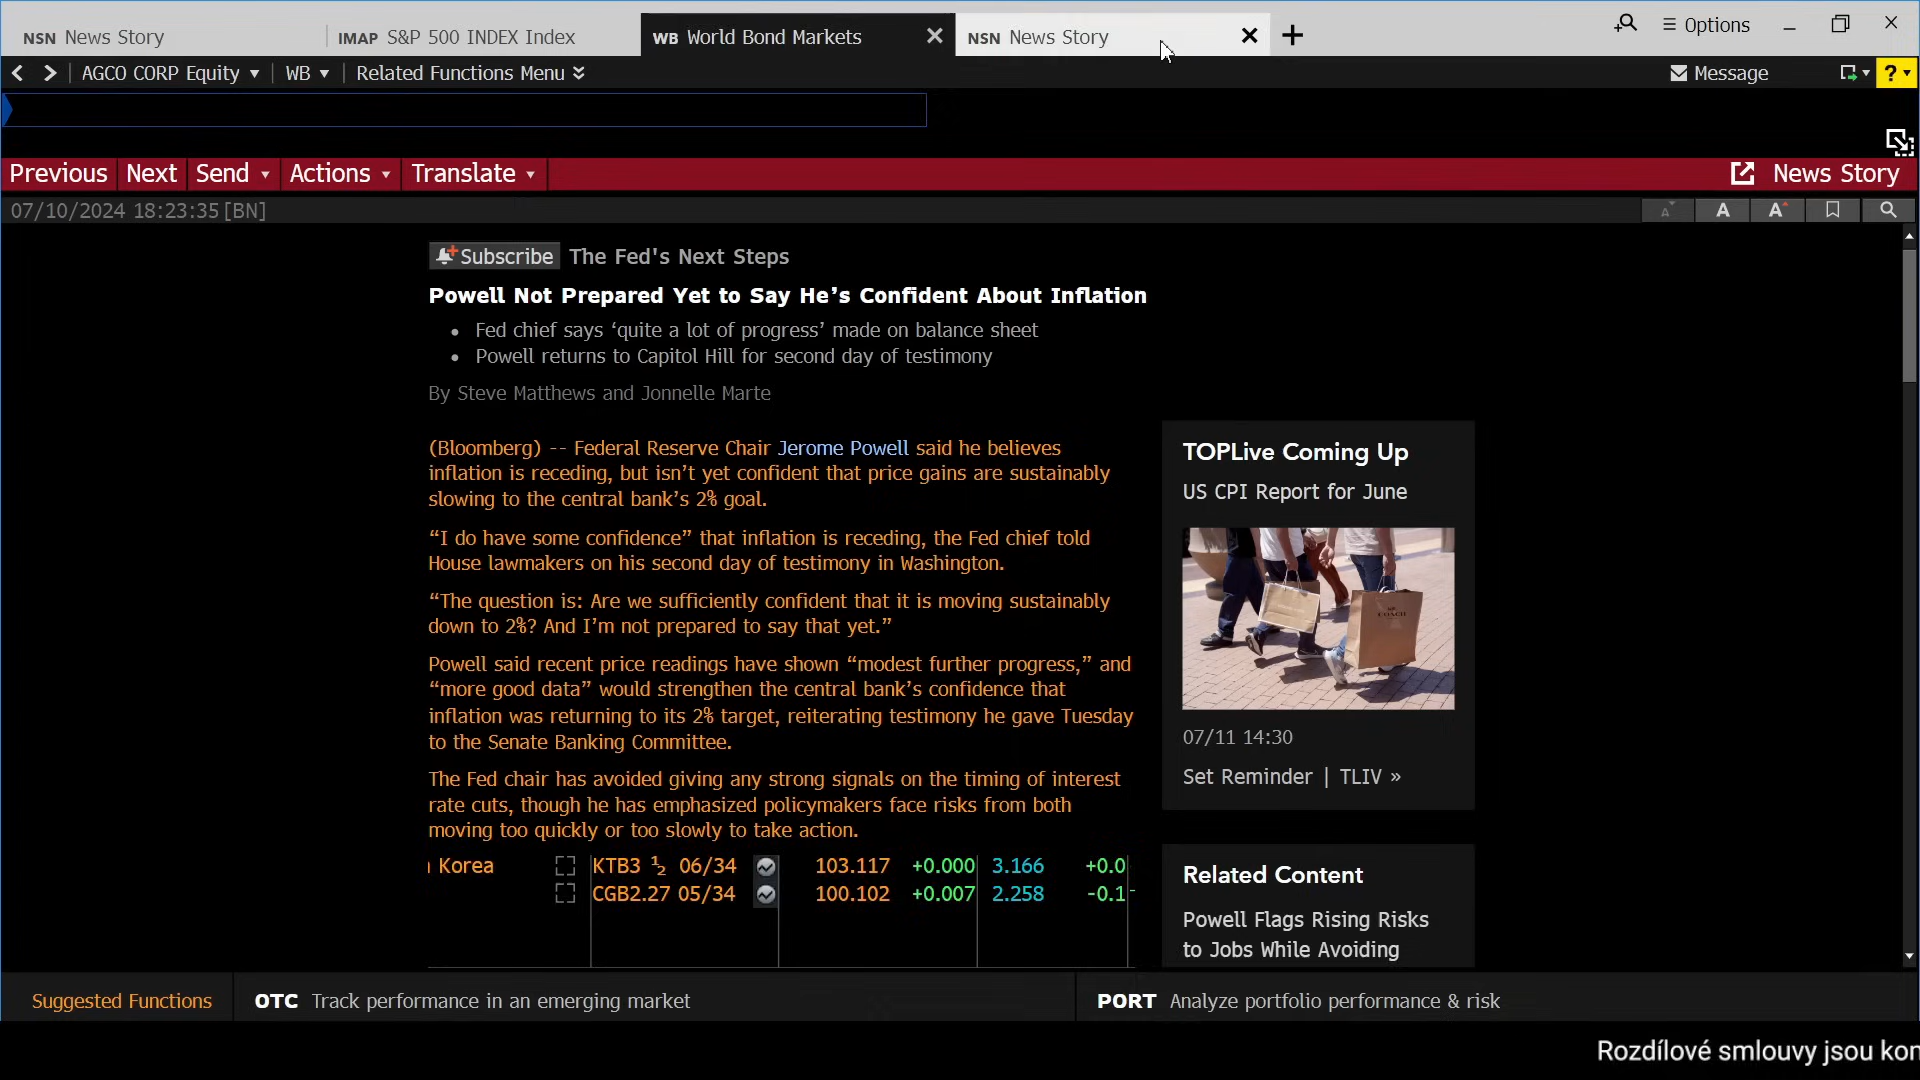 NSN News Story
IMAP S&P 500 INDEX Index
WB World Bond Markets
NSN News Story
Options
AGCO CORP Equity
WB
Related Functions Menu
Message
?
Previous
Next
Send
Actions
Translate
News Story
07/10/2024 18:23:35 [BN]
A A A
Subscribe The Fed's Next Steps
Powell Not Prepared Yet to Say He’s Confident About Inflation
• Fed chief says ‘quite a lot of progress’ made on balance sheet
• Powell returns to Capitol Hill for second day of testimony
By Steve Matthews and Jonnelle Marte
(Bloomberg) -- Federal Reserve Chair Jerome Powell said he believes
inflation is receding, but isn’t yet confident that price gains are sustainably
slowing to the central bank’s 2% goal.
“I do have some confidence” that inflation is receding, the Fed chief told
House lawmakers on his second day of testimony in Washington.
“The question is: Are we sufficiently confident that it is moving sustainably
down to 2%? And I’m not prepared to say that yet.”
Powell said recent price readings have shown “modest further progress,” and
“more good data” would strengthen the central bank’s confidence that
inflation was returning to its 2% target, reiterating testimony he gave Tuesday
to the Senate Banking Committee.
The Fed chair has avoided giving any strong signals on the timing of interest
rate cuts, though he has emphasized policymakers face risks from both
moving too quickly or too slowly to take action.
Korea KTB3 ½ 06/34 103.117 +0.000 3.166 +0.0
CGB2.27 05/34 100.102 +0.007 2.258 -0.1
TOPLive Coming Up
US CPI Report for June
COACH
07/11 14:30
Set Reminder | TLIV »
Related Content
Powell Flags Rising Risks
to Jobs While Avoiding
Suggested Functions
OTC Track performance in an emerging market
PORT Analyze portfolio performance & risk
Rozdílové smlouvy jsou kom